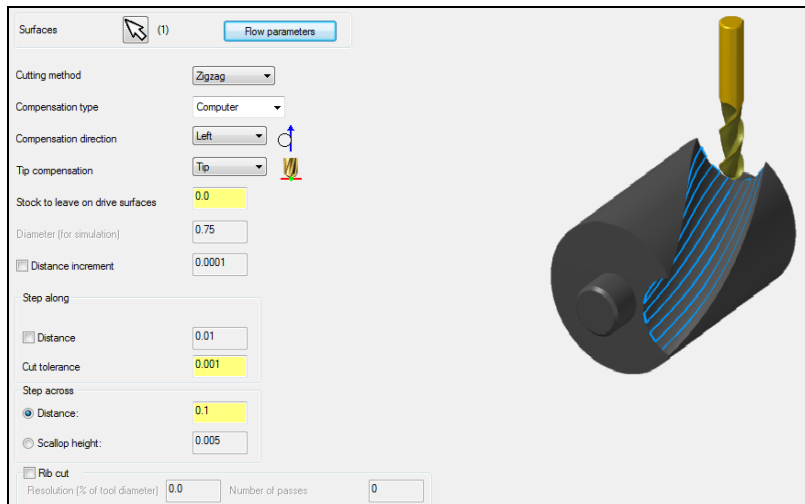 Surfaces (1) Flow parameters
Cutting method Zigzag
Compensation type Computer
Compensation direction Left
Tip compensation Tip
Stock to leave on drive surfaces 0.0
Diameter (for simulation) 0.75
Distance increment 0.0001
Step along
Distance 0.01
Cut tolerance 0.001
Step across
Distance: 0.1
Scallop height: 0.005
Rib cut
Resolution (% of tool diameter) 0.0 Number of passes 0